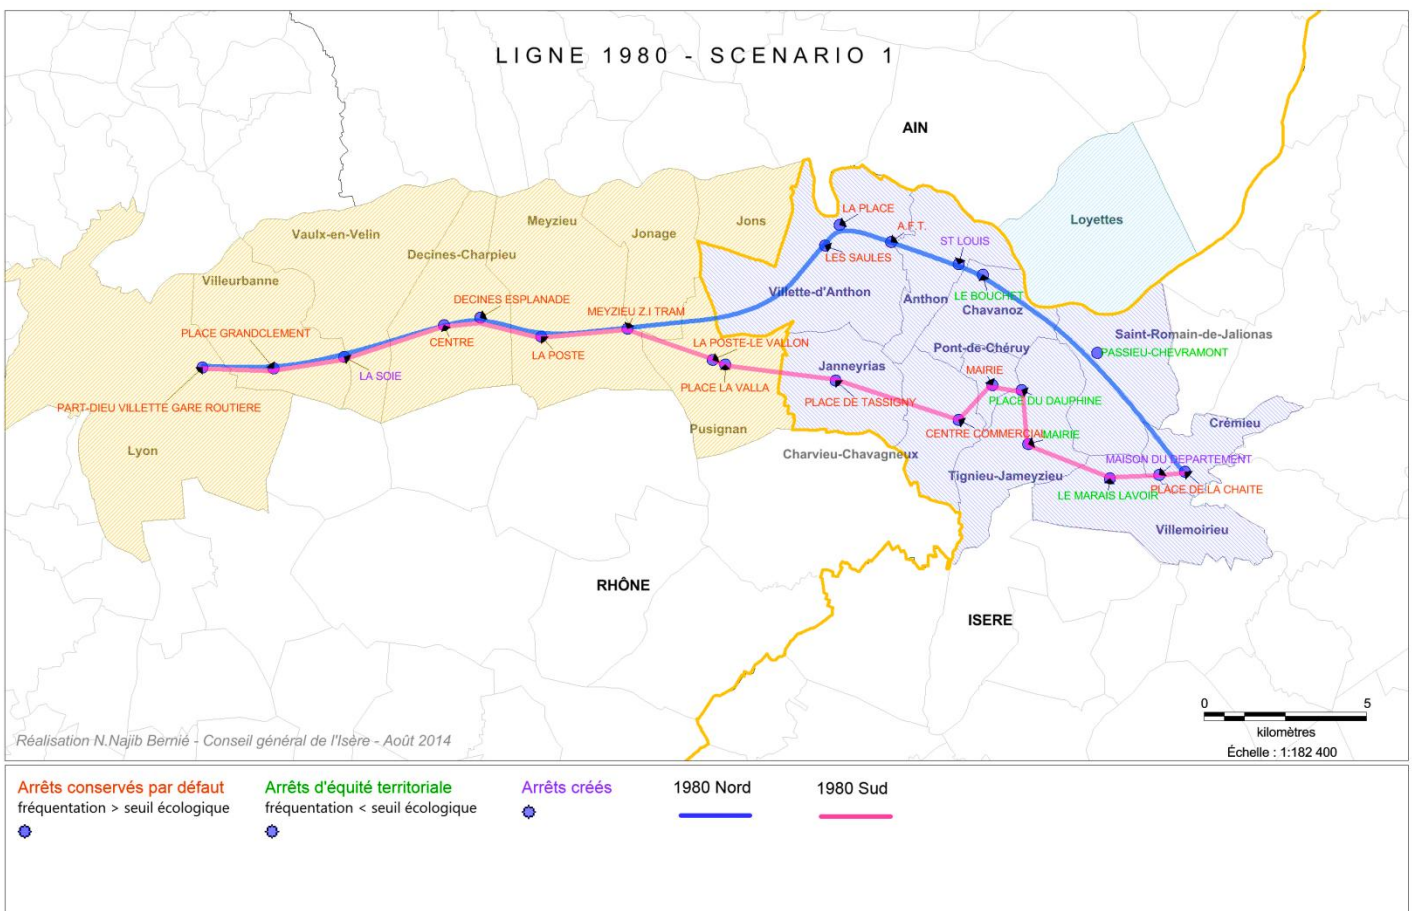 LIGNE 1980 - SCENARIO 1
AIN
LA PLACE
Loyettes
Meyzieu
Jons
A.F.T.
Vaulx-en-Velin
Jonage
ST LOUIS
Decines-Charpieu
LES SAULES
Villeurbanne
Villette-d'Anthon
LE BOUCHET
Anthon
DECINES ESPLANADE
Chavanoz
MEYZIEU Z.I TRAM
PLACE GRANDCLEMENT
Saint-Romain-de-Jalionas
CENTRE
LA POSTE-LE VALLON
Pont-de-Chéruy
LA POSTE
PASSIEU-CHEVRAMONT
Janneyrias
MAIRIE
LA SOIE
PLACE LA VALLA
PLACE DE TASSIGNY
PLACE DU DAUPHINE
PART-DIEU VILLETTE GARE ROUTIERE
Crémieu
Pusignan
CENTRE COMMERCIAL
MAIRIE
Lyon
Charvieu-Chavagneux
MAISON DU DEPARTEMENT
Tignieu-Jameyzieu
PLACE DE LA CHAITE
LE MARAIS LAVOIR
Villemoirieu
RHÔNE
ISERE
0 5
kilomètres
Échelle : 1:182 400
Réalisation N.Najib Bernié - Conseil général de l'Isère - Août 2014
Arrêts conservés par défaut
fréquentation > seuil écologique
Arrêts d'équité territoriale
fréquentation < seuil écologique
Arrêts créés
1980 Nord
1980 Sud